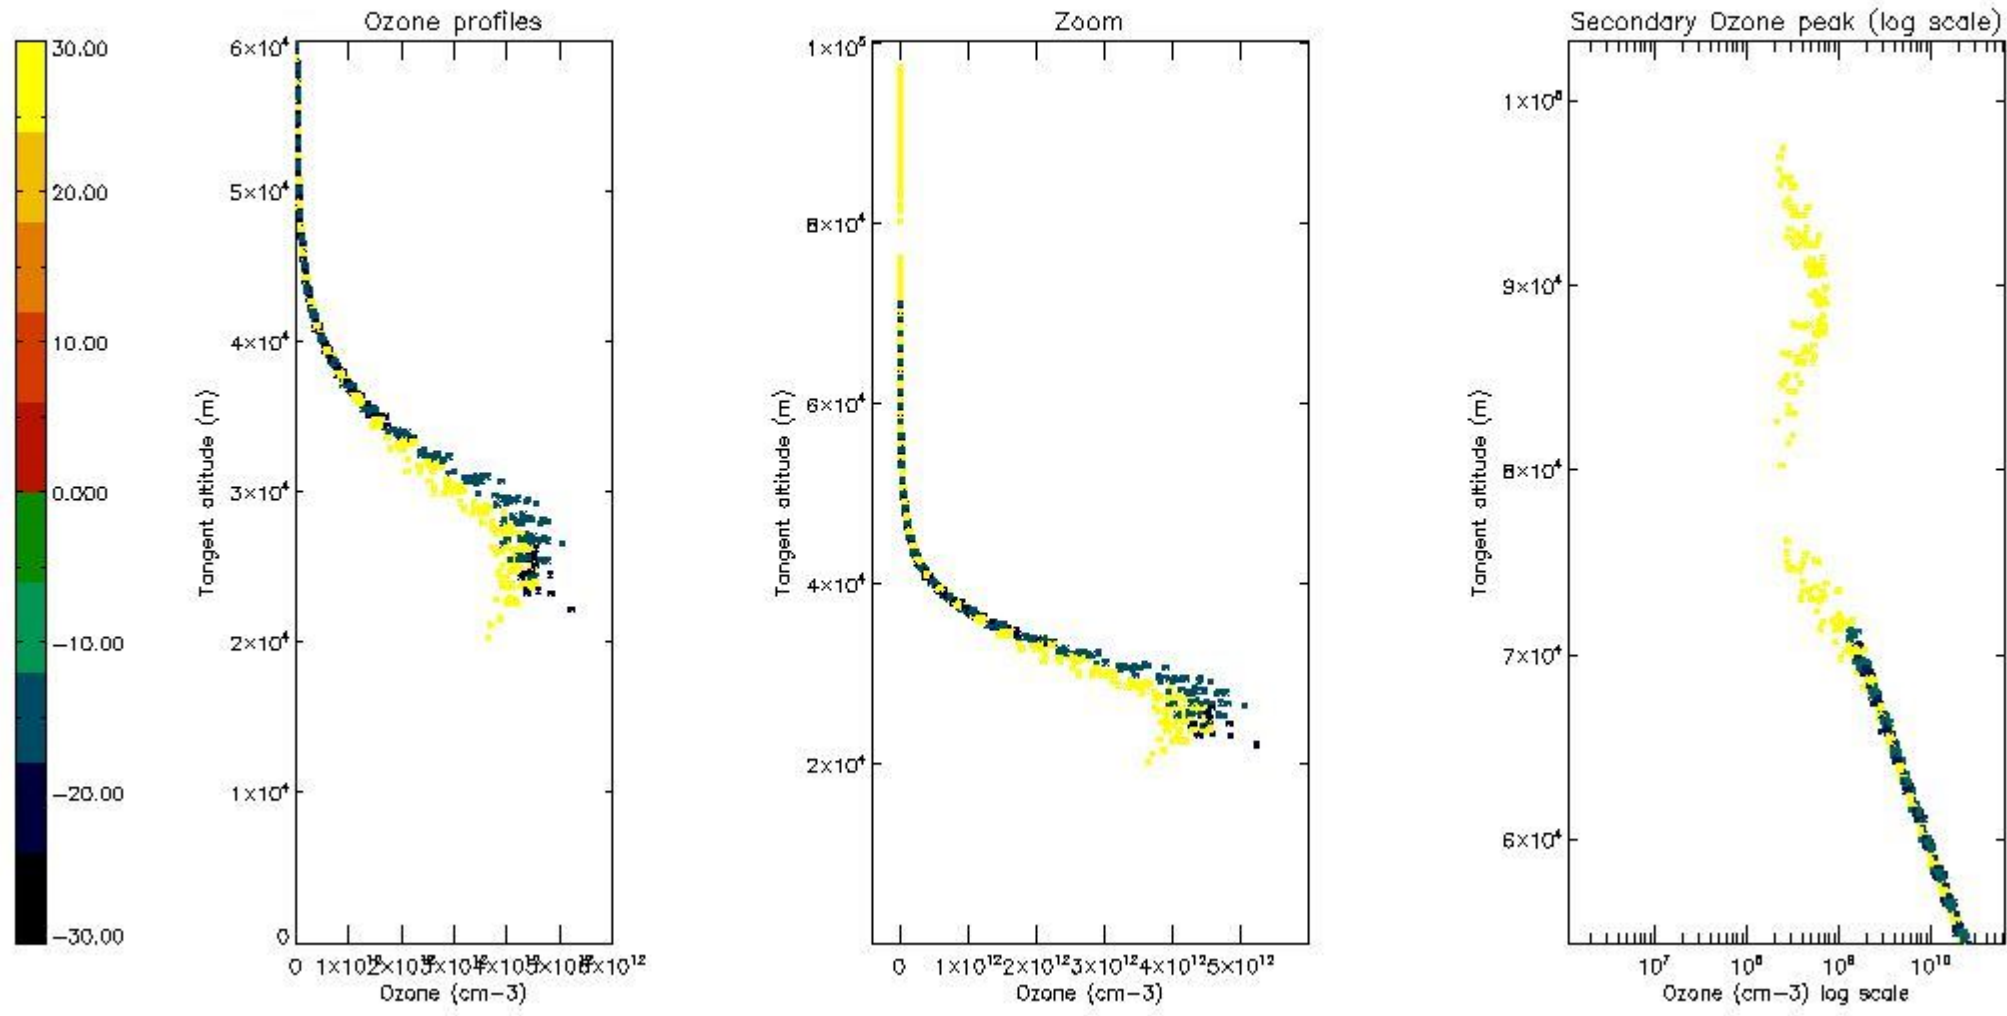 Ozone profiles
Zoom
Secondary Ozone peak (log scale)
30.00
20.00
10.00
0.000
−10.00
−20.00
−30.00
6×10⁴
5×10⁴
4×10⁴
3×10⁴
2×10⁴
1×10⁴
0
Tangent altitude (m)
0 1×10¹²
Ozone (cm−3)
1×10⁵
8×10⁴
6×10⁴
4×10⁴
2×10⁴
Tangent altitude (m)
0 1×10¹² 2×10¹² 3×10¹² 4×10¹² 5×10¹²
Ozone (cm−3)
9×10⁴
8×10⁴
7×10⁴
6×10⁴
Tangent altitude (m)
10⁷ 10⁸ 10⁹ 10¹⁰
Ozone (cm−3) log scale